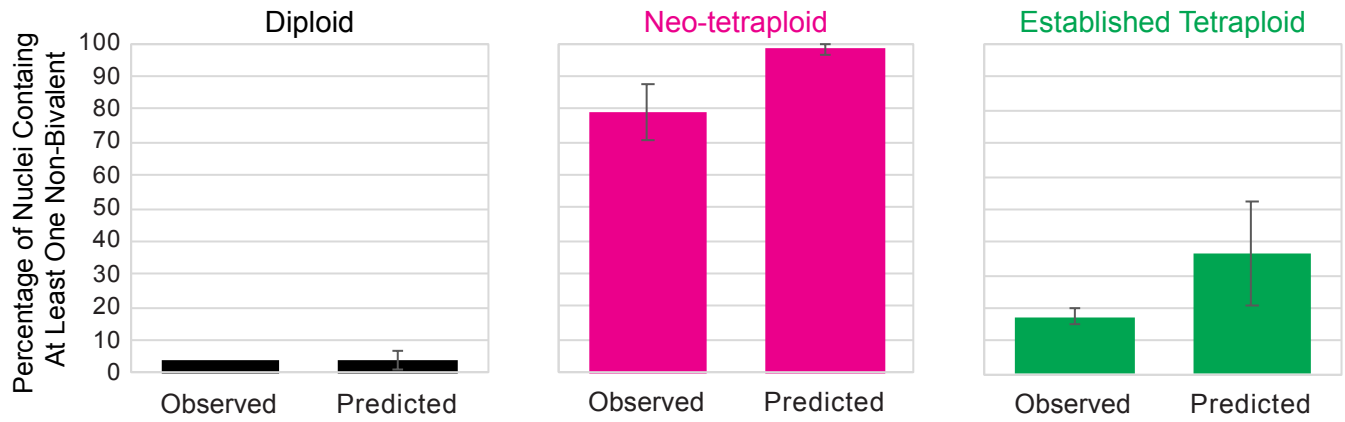 Diploid
Neo-tetraploid
Established Tetraploid
Percentage of Nuclei Containg
At Least One Non-Bivalent
100
90
80
70
60
50
40
30
20
10
0
Observed
Predicted
Observed
Predicted
Observed
Predicted